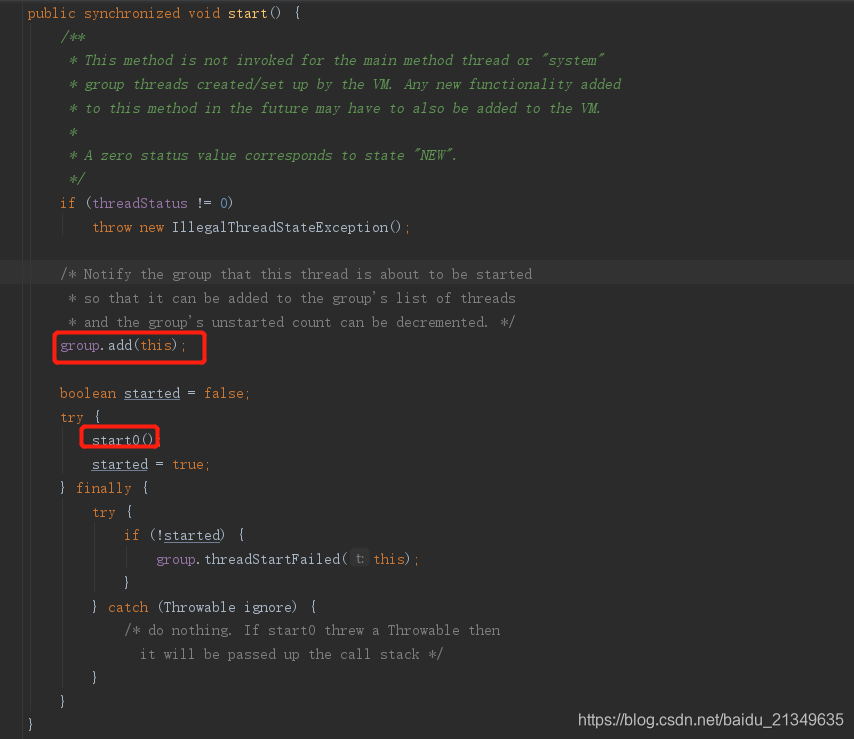 public synchronized void start() {
/**
* This method is not invoked for the main method thread or "system"
* group threads created/set up by the VM. Any new functionality added
* to this method in the future may have to also be added to the VM.
*
* A zero status value corresponds to state "NEW".
*/
if (threadStatus != 0)
throw new IllegalThreadStateException();
/* Notify the group that this thread is about to be started
* so that it can be added to the group's list of threads
* and the group's unstarted count can be decremented. */
group.add(this);
boolean started = false;
try {
start0();
started = true;
} finally {
try {
if (!started) {
group.threadStartFailed( t: this);
}
} catch (Throwable ignore) {
/* do nothing. If start0 threw a Throwable then
it will be passed up the call stack */
}
}
}
https://blog.csdn.net/baidu_21349635